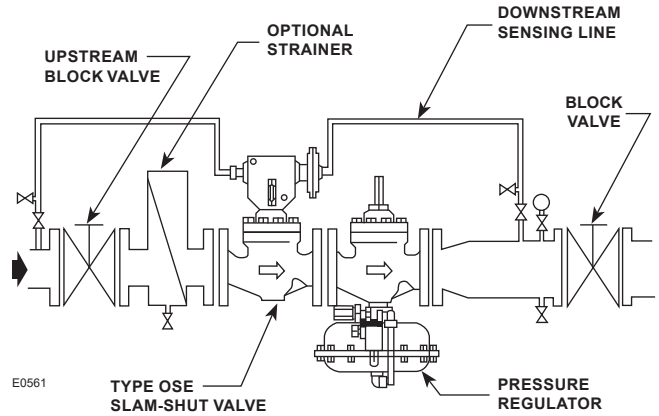 DOWNSTREAM
SENSING LINE
OPTIONAL
STRAINER
UPSTREAM
BLOCK VALVE
BLOCK
VALVE
E0561
TYPE OSE
SLAM-SHUT VALVE
PRESSURE
REGULATOR